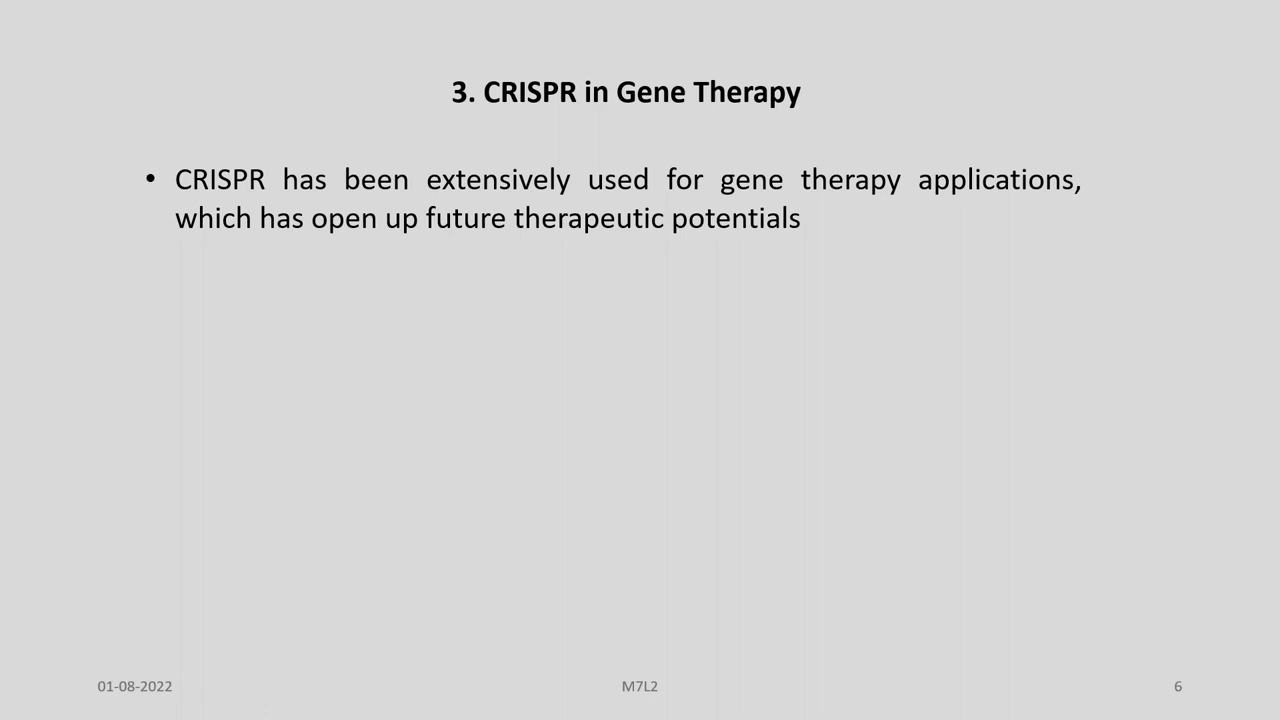 3. CRISPR in Gene Therapy
• CRISPR has been extensively used for gene therapy applications,
which has open up future therapeutic potentials
01-08-2022
M7L2
6